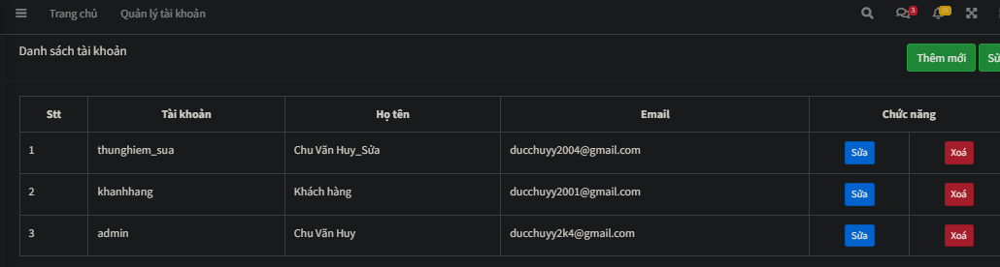 Trang chủ Quản lý tài khoản 3 15
Danh sách tài khoản
Thêm mới Sử
Stt Tài khoản Họ tên Email Chức năng
1 thunghiem_sua Chu Văn Huy_Sửa ducchuyy2004@gmail.com Sửa Xoá
2 khanhhang Khách hàng ducchuyy2001@gmail.com Sửa Xoá
3 admin Chu Văn Huy ducchuyy2k4@gmail.com Sửa Xoá